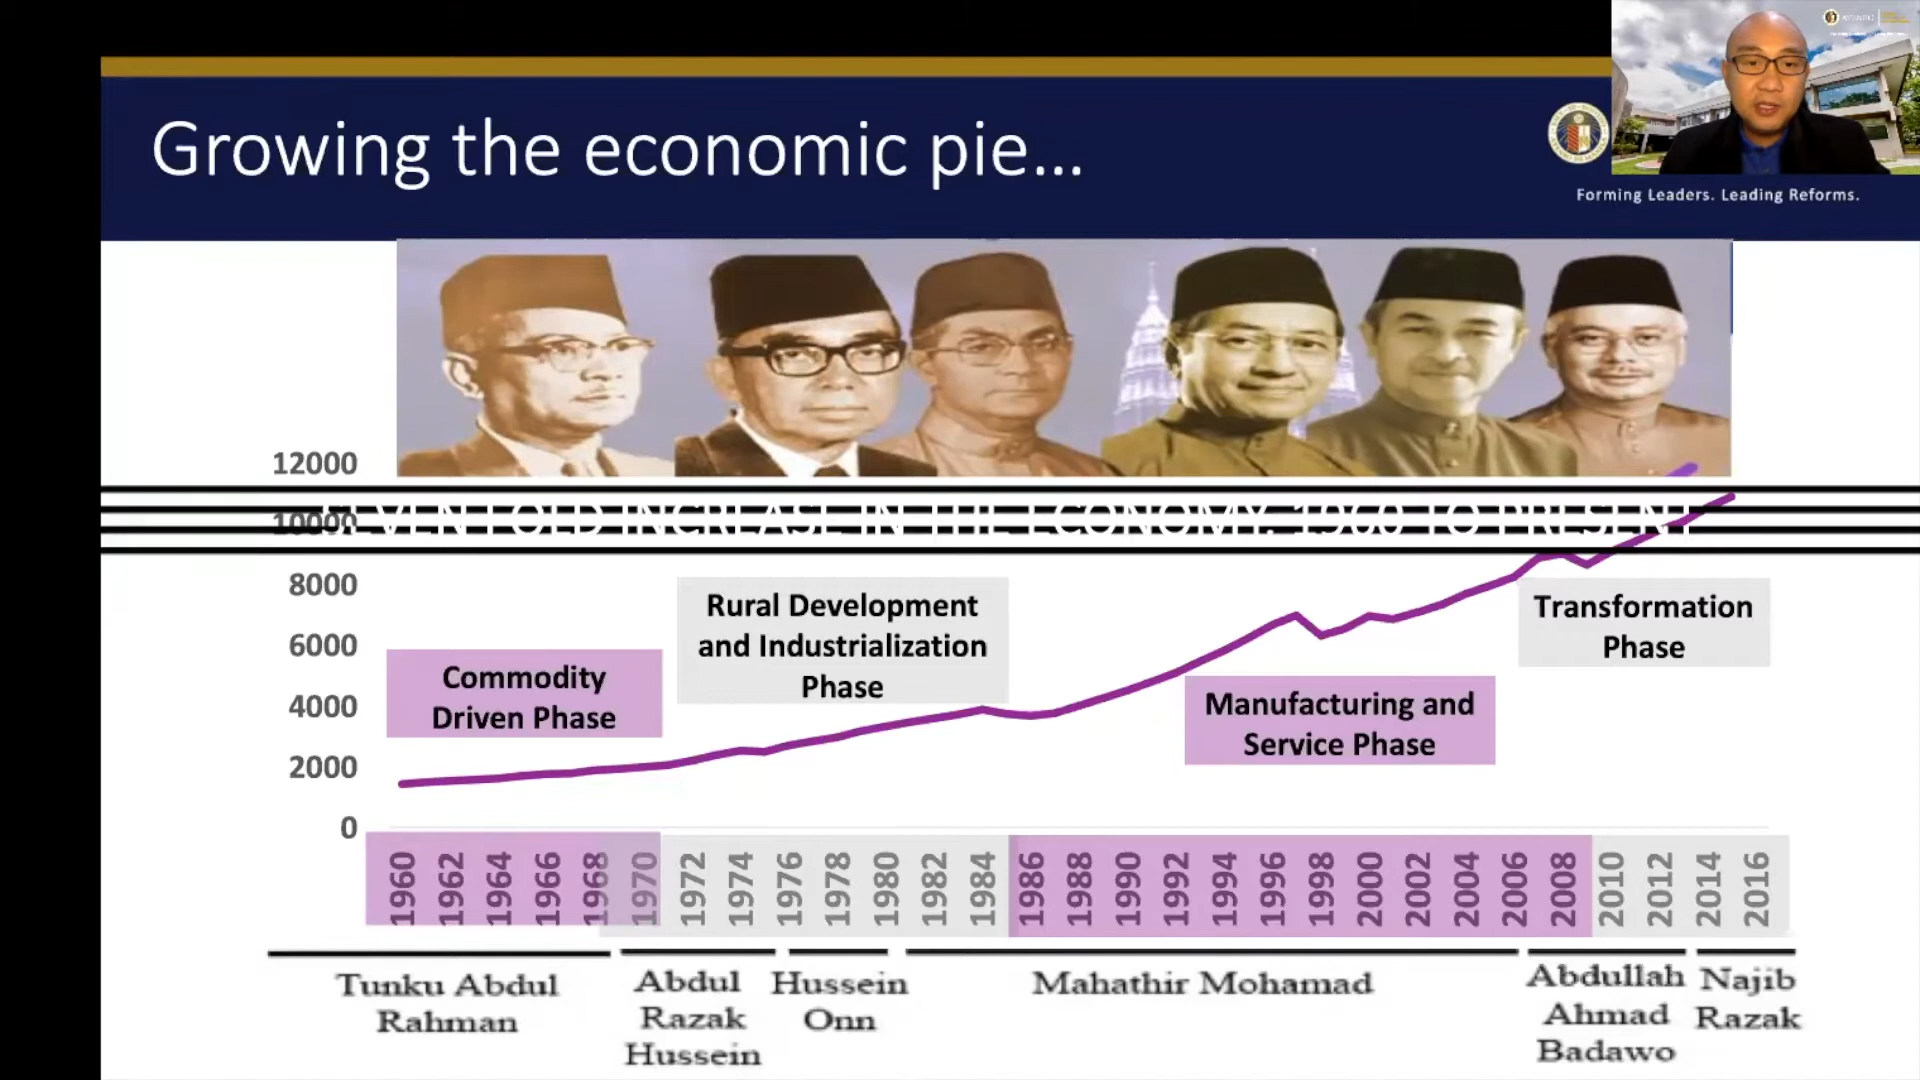 Growing the economic pie...
Forming Leaders. Leading Reforms.
12000
10000
8000
6000
4000
2000
0
FOLD INCREASE IN THE ECONOMY: 1960 TO PRESENT
Commodity
Driven Phase
Rural Development
and Industrialization
Phase
Manufacturing and
Service Phase
Transformation
Phase
1960
1962
1964
1966
1968
1970
1972
1974
1976
1978
1980
1982
1984
1986
1988
1990
1992
1994
1996
1998
2000
2002
2004
2006
2008
2010
2012
2014
2016
Tunku Abdul
Rahman
Abdul
Razak
Hussein
Hussein
Onn
Mahathir Mohamad
Abdullah
Ahmad
Badawo
Najib
Razak